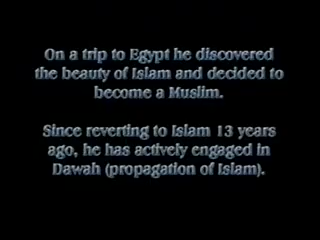 On a trip to Egypt he discovered
the beauty of Islam and decided to
become a Muslim.
Since reverting to Islam 13 years
ago, he has actively engaged in
Dawah (propagation of Islam).